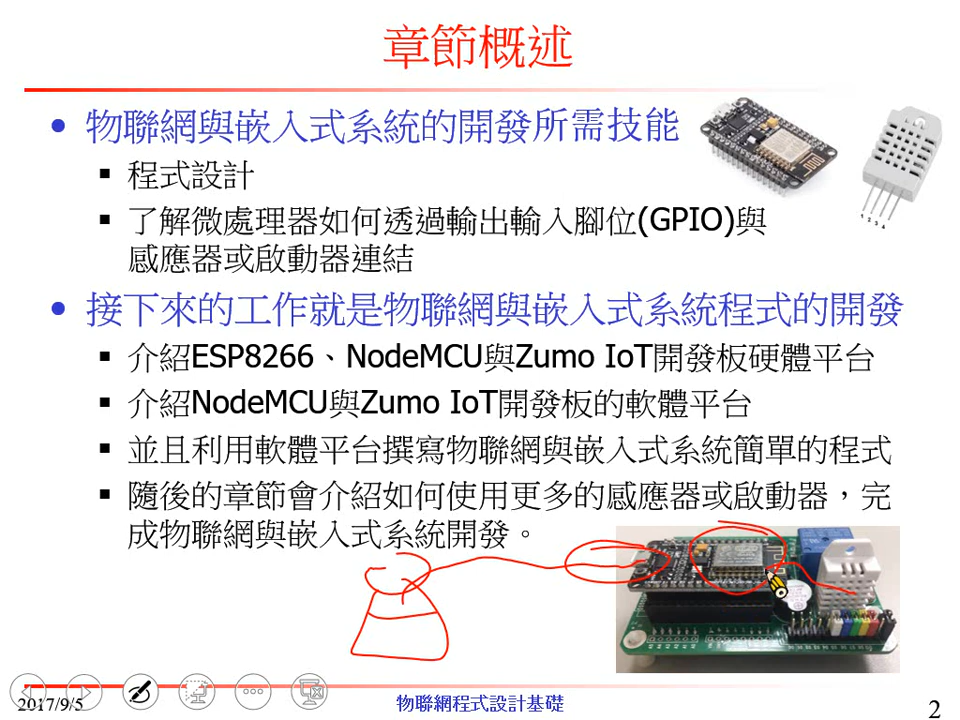 章節概述
物聯網與嵌入式系統的開發所需技能
程式設計
了解微處理器如何透過輸出輸入腳位(GPIO)與
感應器或啟動器連結
接下來的工作就是物聯網與嵌入式系統程式的開發
介紹ESP8266、NodeMCU與Zumo IoT開發板硬體平台
介紹NodeMCU與Zumo IoT開發板的軟體平台
並且利用軟體平台撰寫物聯網與嵌入式系統簡單的程式
隨後的章節會介紹如何使用更多的感應器或啟動器，完
成物聯網與嵌入式系統開發。
1 2 3 4
2017/9/5
物聯網程式設計基礎
2